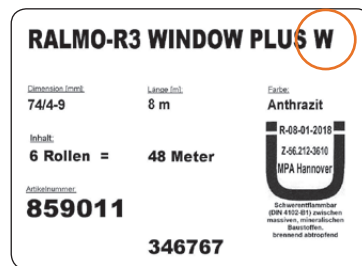 RALMO-R3 WINDOW PLUS W
Dimension [mm]: Länge [m]: Farbe:
74/4-9 8 m Anthrazit
Inhalt:
6 Rollen = 48 Meter
R-08-01-2018
Z-56.212-3610
MPA Hannover
Artikelnummer:
859011
Schwerentflammbar
(DIN 4102-B1) zwischen
massiven, mineralischen
Baustoffen.
brennend abtropfend
346767